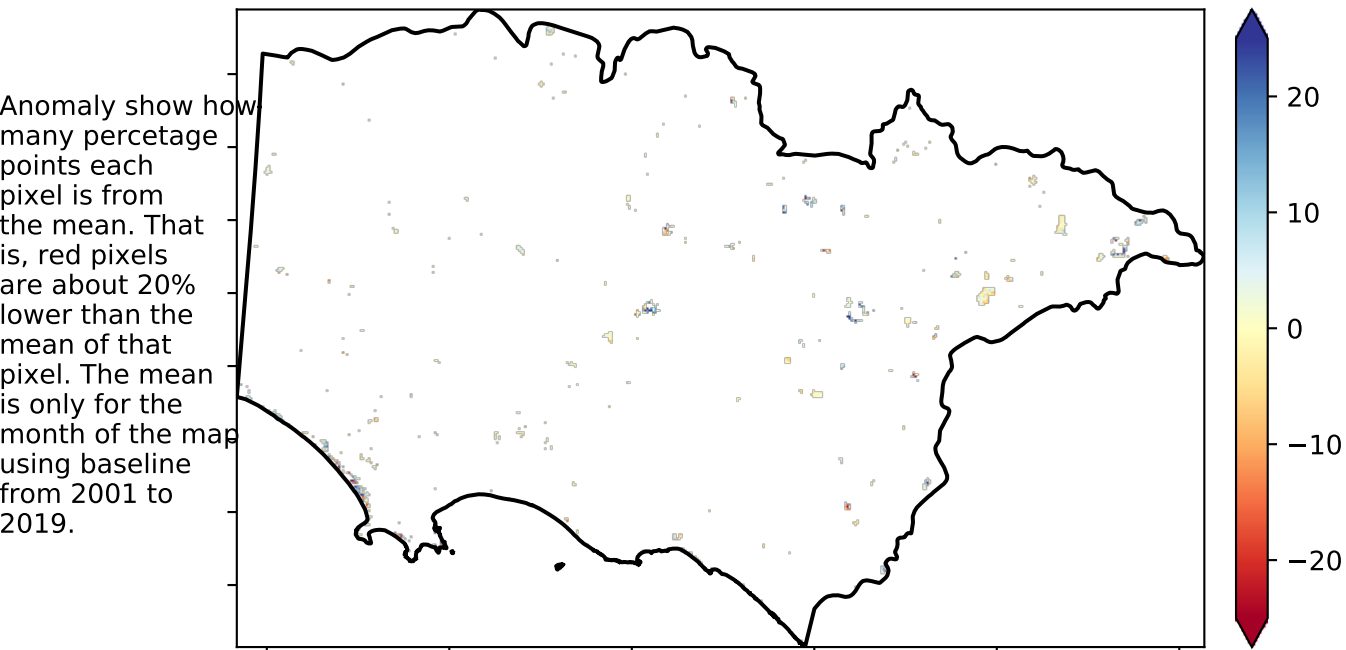 Anomaly show how
many percetage
points each
pixel is from
the mean. That
is, red pixels
are about 20%
lower than the
mean of that
pixel. The mean
is only for the
month of the map
using baseline
from 2001 to
2019.
20
10
0
−10
−20